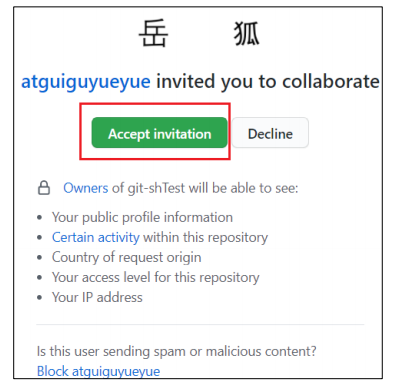 岳 狐
atguiguyueyue invited you to collaborate
Accept invitation Decline
Owners of git-shTest will be able to see:
• Your public profile information
• Certain activity within this repository
• Country of request origin
• Your access level for this repository
• Your IP address
Is this user sending spam or malicious content?
Block atguiguyueyue